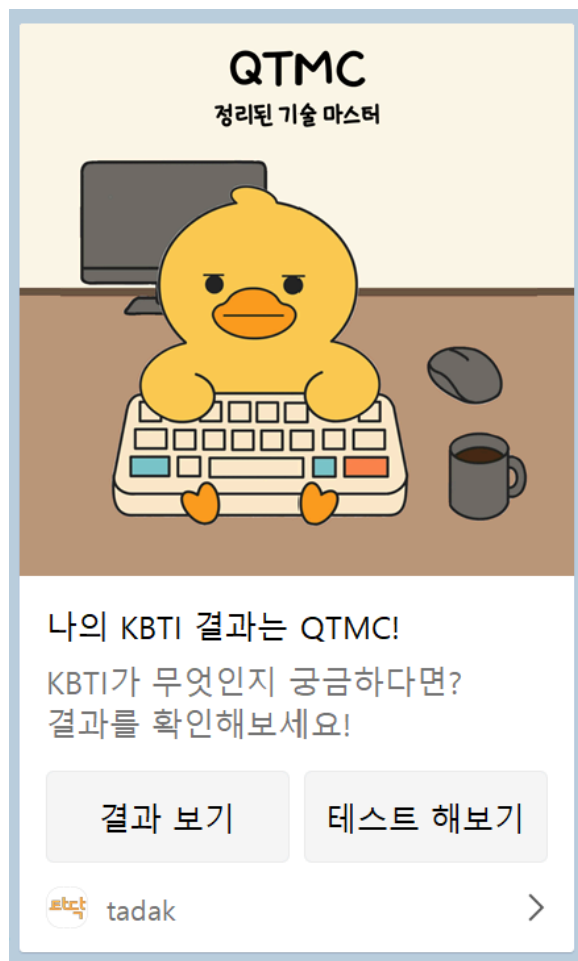 QTMC
정리된 기술 마스터
나의 KBTI 결과는 QTMC!
KBTI가 무엇인지 궁금하다면?
결과를 확인해보세요!
결과 보기
테스트 해보기
타닥
tadak